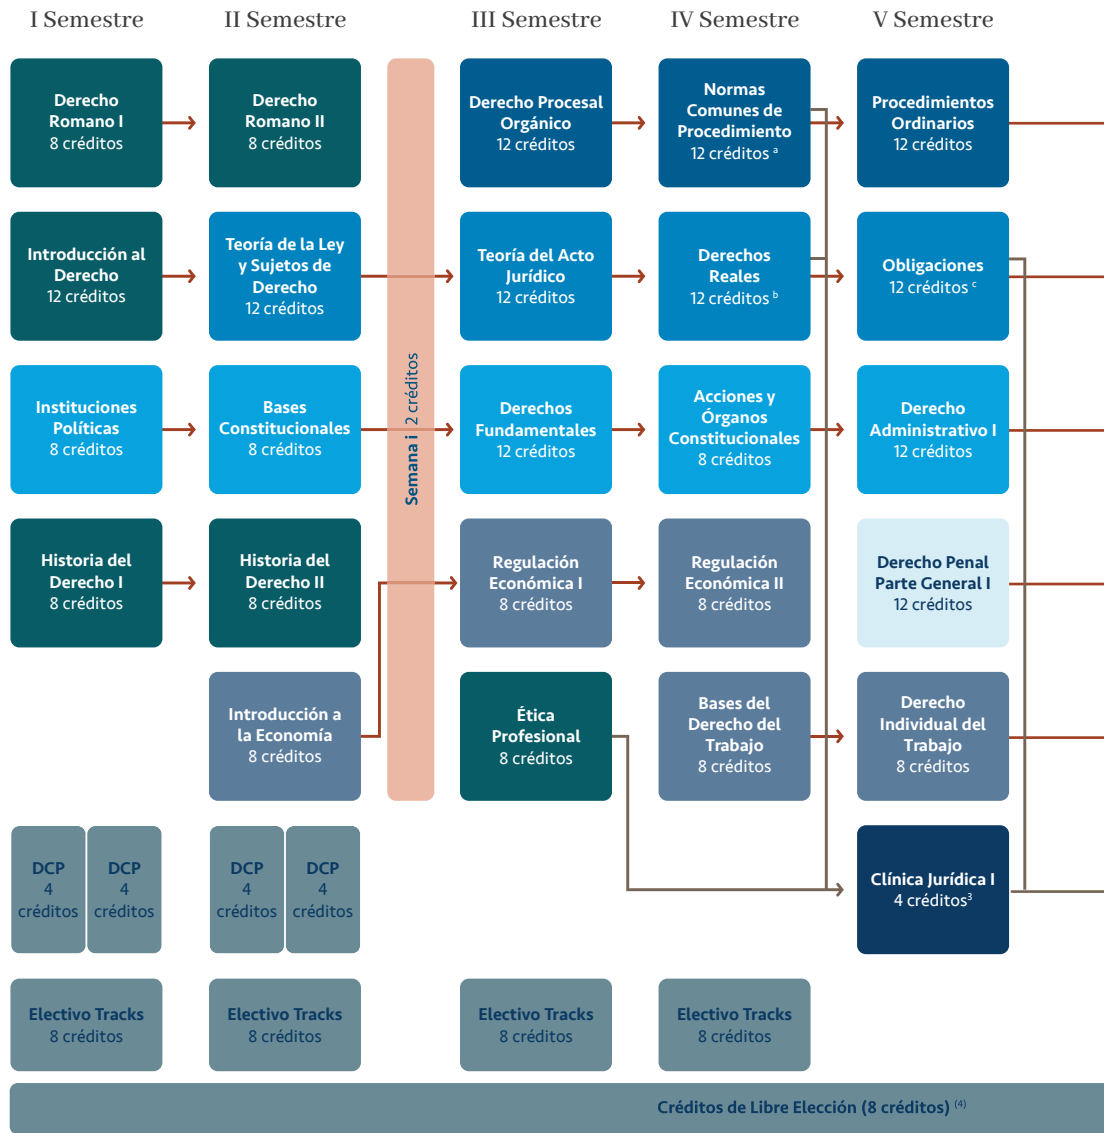 I Semestre
II Semestre
III Semestre
IV Semestre
V Semestre
Derecho
Romano I
8 créditos
Derecho
Romano II
8 créditos
Derecho Procesal
Orgánico
12 créditos
Normas
Comunes de
Procedimiento
12 créditos a
Procedimientos
Ordinarios
12 créditos
Introducción al
Derecho
12 créditos
Teoría de la Ley
y Sujetos de
Derecho
12 créditos
Teoría del Acto
Jurídico
12 créditos
Derechos
Reales
12 créditos b
Obligaciones
12 créditos c
Semana i 2 créditos
Instituciones
Políticas
8 créditos
Bases
Constitucionales
8 créditos
Derechos
Fundamentales
12 créditos
Acciones y
Órganos
Constitucionales
8 créditos
Derecho
Administrativo I
12 créditos
Historia del
Derecho I
8 créditos
Historia del
Derecho II
8 créditos
Regulación
Económica I
8 créditos
Regulación
Económica II
8 créditos
Derecho Penal
Parte General I
12 créditos
Introducción a
la Economía
8 créditos
Ética
Profesional
8 créditos
Bases del
Derecho del
Trabajo
8 créditos
Derecho
Individual del
Trabajo
8 créditos
DCP
4
créditos
DCP
4
créditos
DCP
4
créditos
DCP
4
créditos
Clínica Jurídica I
4 créditos3
Electivo Tracks
8 créditos
Electivo Tracks
8 créditos
Electivo Tracks
8 créditos
Electivo Tracks
8 créditos
Créditos de Libre Elección (8 créditos) (4)